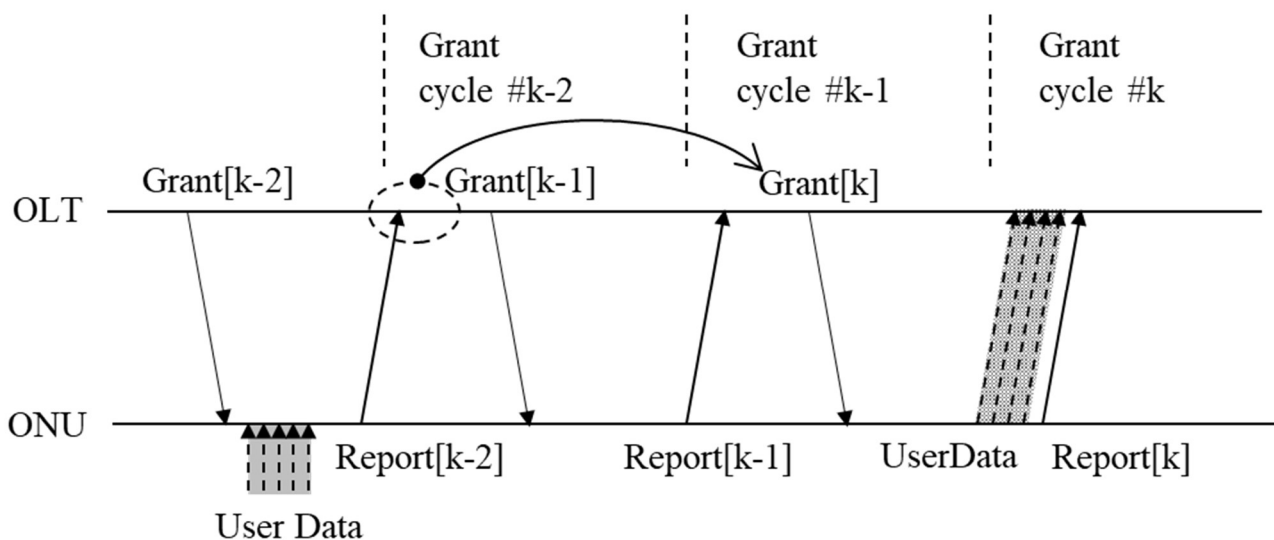 Grant
cycle #k-2
Grant
cycle #k-1
Grant
cycle #k
Grant[k-2]
Grant[k-1]
Grant[k]
OLT
ONU
Report[k-2]
Report[k-1]
UserData
Report[k]
User Data